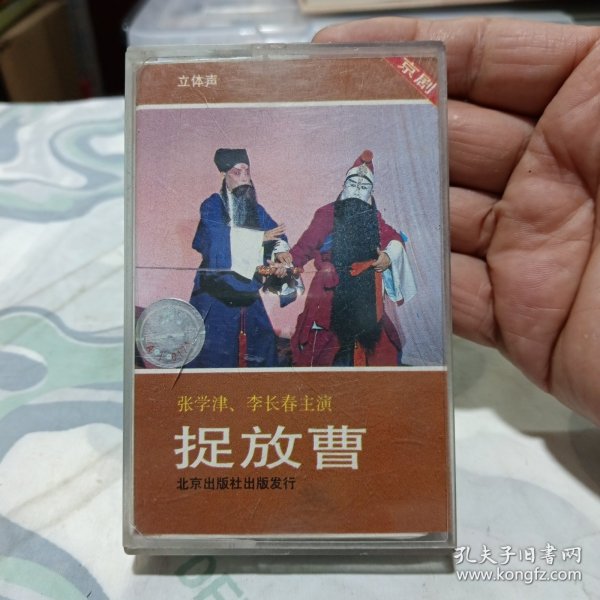 立体声
京剧
张学津、李长春主演
捉放曹
北京出版社出版发行
孔夫子旧书网
www.kongfz.com